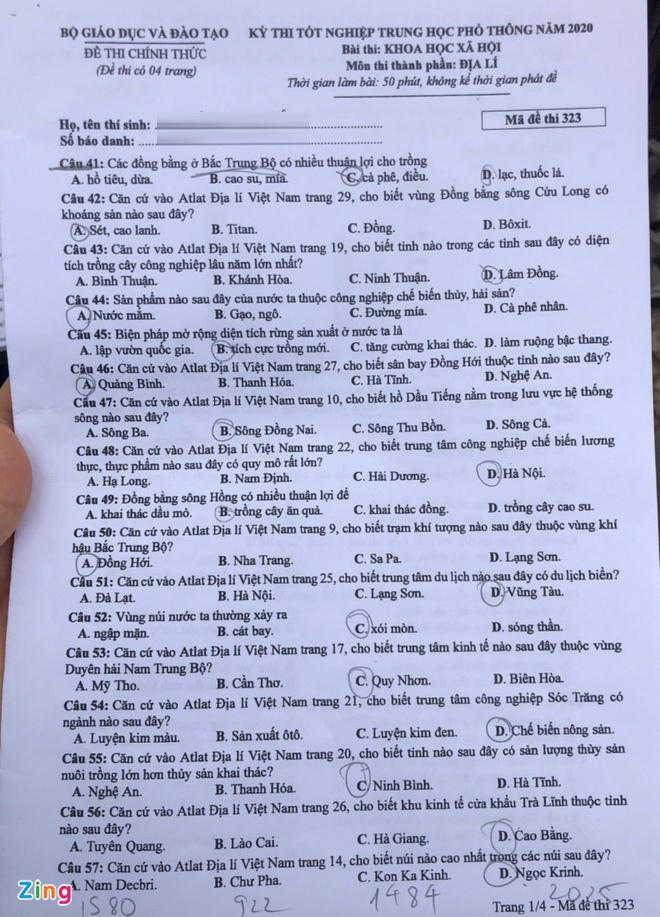 BỘ GIÁO DỤC VÀ ĐÀO TẠO KỲ THI TỐT NGHIỆP TRUNG HỌC PHỔ THÔNG NĂM 2020
ĐỀ THI CHÍNH THỨC Bài thi: KHOA HỌC XÃ HỘI
(Đề thi có 04 trang) Môn thi thành phần: ĐỊA LÍ
Thời gian làm bài: 50 phút, không kể thời gian phát đề
Họ, tên thí sinh: Mã đề thi 323
Số báo danh:
Câu 41: Các đồng bằng ở Bắc Trung Bộ có nhiều thuận lợi cho trồng
A. hồ tiêu, dừa. B. cao su, mía. C. cà phê, điều. D. lạc, thuốc lá.
Câu 42: Căn cứ vào Atlat Địa lí Việt Nam trang 29, cho biết vùng Đồng bằng sông Cửu Long có
khoáng sản nào sau đây?
A. Sét, cao lanh. B. Titan. C. Đồng. D. Bôxit.
Câu 43: Căn cứ vào Atlat Địa lí Việt Nam trang 19, cho biết tỉnh nào trong các tỉnh sau đây có diện
tích trồng cây công nghiệp lâu năm lớn nhất?
A. Bình Thuận. B. Khánh Hòa. C. Ninh Thuận. D. Lâm Đồng.
Câu 44: Sản phẩm nào sau đây của nước ta thuộc công nghiệp chế biến thủy, hải sản?
A. Nước mắm. B. Gạo, ngô. C. Đường mía. D. Cà phê nhân.
Câu 45: Biện pháp mở rộng diện tích rừng sản xuất ở nước ta là
A. lập vườn quốc gia. B. tích cực trồng mới. C. tăng cường khai thác. D. làm ruộng bậc thang.
Câu 46: Căn cứ vào Atlat Địa lí Việt Nam trang 27, cho biết sân bay Đồng Hới thuộc tỉnh nào sau đây?
A. Quảng Bình. B. Thanh Hóa. C. Hà Tĩnh. D. Nghệ An.
Câu 47: Căn cứ vào Atlat Địa lí Việt Nam trang 10, cho biết hồ Dầu Tiếng nằm trong lưu vực hệ thống
sông nào sau đây?
A. Sông Ba. B. Sông Đồng Nai. C. Sông Thu Bồn. D. Sông Cả.
Câu 48: Căn cứ vào Atlat Địa lí Việt Nam trang 22, cho biết trung tâm công nghiệp chế biến lương
thực, thực phẩm nào sau đây có quy mô rất lớn?
A. Hạ Long. B. Nam Định. C. Hải Dương. D. Hà Nội.
Câu 49: Đồng bằng sông Hồng có nhiều thuận lợi để
A. khai thác dầu mỏ. B. trồng cây ăn quả. C. khai thác đồng. D. trồng cây cao su.
Câu 50: Căn cứ vào Atlat Địa lí Việt Nam trang 9, cho biết trạm khí tượng nào sau đây thuộc vùng khí
hậu Bắc Trung Bộ?
A. Đồng Hới. B. Nha Trang. C. Sa Pa. D. Lạng Sơn.
Câu 51: Căn cứ vào Atlat Địa lí Việt Nam trang 25, cho biết trung tâm du lịch nào sau đây có du lịch biển?
A. Đà Lạt. B. Hà Nội. C. Lạng Sơn. D. Vũng Tàu.
Câu 52: Vùng núi nước ta thường xảy ra
A. ngập mặn. B. cát bay. C. xói mòn. D. sóng thần.
Câu 53: Căn cứ vào Atlat Địa lí Việt Nam trang 17, cho biết trung tâm kinh tế nào sau đây thuộc vùng
Duyên hải Nam Trung Bộ?
A. Mỹ Tho. B. Cần Thơ. C. Quy Nhơn. D. Biên Hòa.
Câu 54: Căn cứ vào Atlat Địa lí Việt Nam trang 21, cho biết trung tâm công nghiệp Sóc Trăng có
ngành nào sau đây?
A. Luyện kim màu. B. Sản xuất ôtô. C. Luyện kim đen. D. Chế biến nông sản.
Câu 55: Căn cứ vào Atlat Địa lí Việt Nam trang 20, cho biết tỉnh nào sau đây có sản lượng thủy sản
nuôi trồng lớn hơn thủy sản khai thác?
A. Nghệ An. B. Thanh Hóa. C. Ninh Bình. D. Hà Tĩnh.
Câu 56: Căn cứ vào Atlat Địa lí Việt Nam trang 26, cho biết khu kinh tế cửa khẩu Trà Lĩnh thuộc tỉnh
nào sau đây?
A. Tuyên Quang. B. Lào Cai. C. Hà Giang. D. Cao Bằng.
Câu 57: Căn cứ vào Atlat Địa lí Việt Nam trang 14, cho biết núi nào cao nhất trong các núi sau đây?
A. Nam Decbri. B. Chư Pha. C. Kon Ka Kinh. D. Ngọc Krinh.
1580 922 1484 2025
Trang 1/4 - Mã đề thi 323
Zing